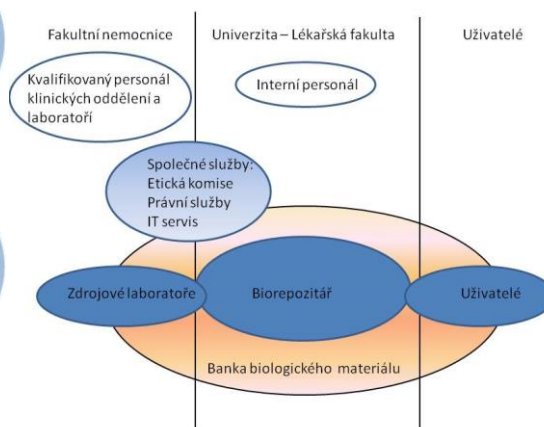 Fakultní nemocnice
Univerzita – Lékařská fakulta
Uživatelé
Kvalifikovaný personál
klinických oddělení a
laboratoří
Interní personál
Společné služby:
Etická komise
Právní služby
IT servis
Zdrojové laboratoře
Biorepozitář
Uživatelé
Banka biologického materiálu